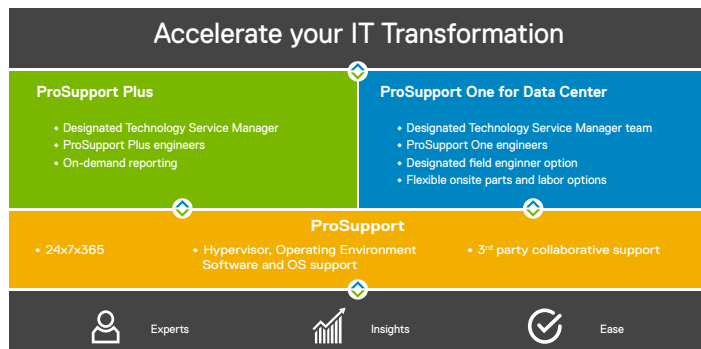 Accelerate your IT Transformation
ProSupport Plus
• Designated Technology Service Manager
• ProSupport Plus engineers
• On-demand reporting
ProSupport One for Data Center
• Designated Technology Service Manager team
• ProSupport One engineers
• Designated field enginner option
• Flexible onsite parts and labor options
ProSupport
• 24x7x365
• Hypervisor, Operating Environment
Software and OS support
• 3rd party collaborative support
Experts
Insights
Ease